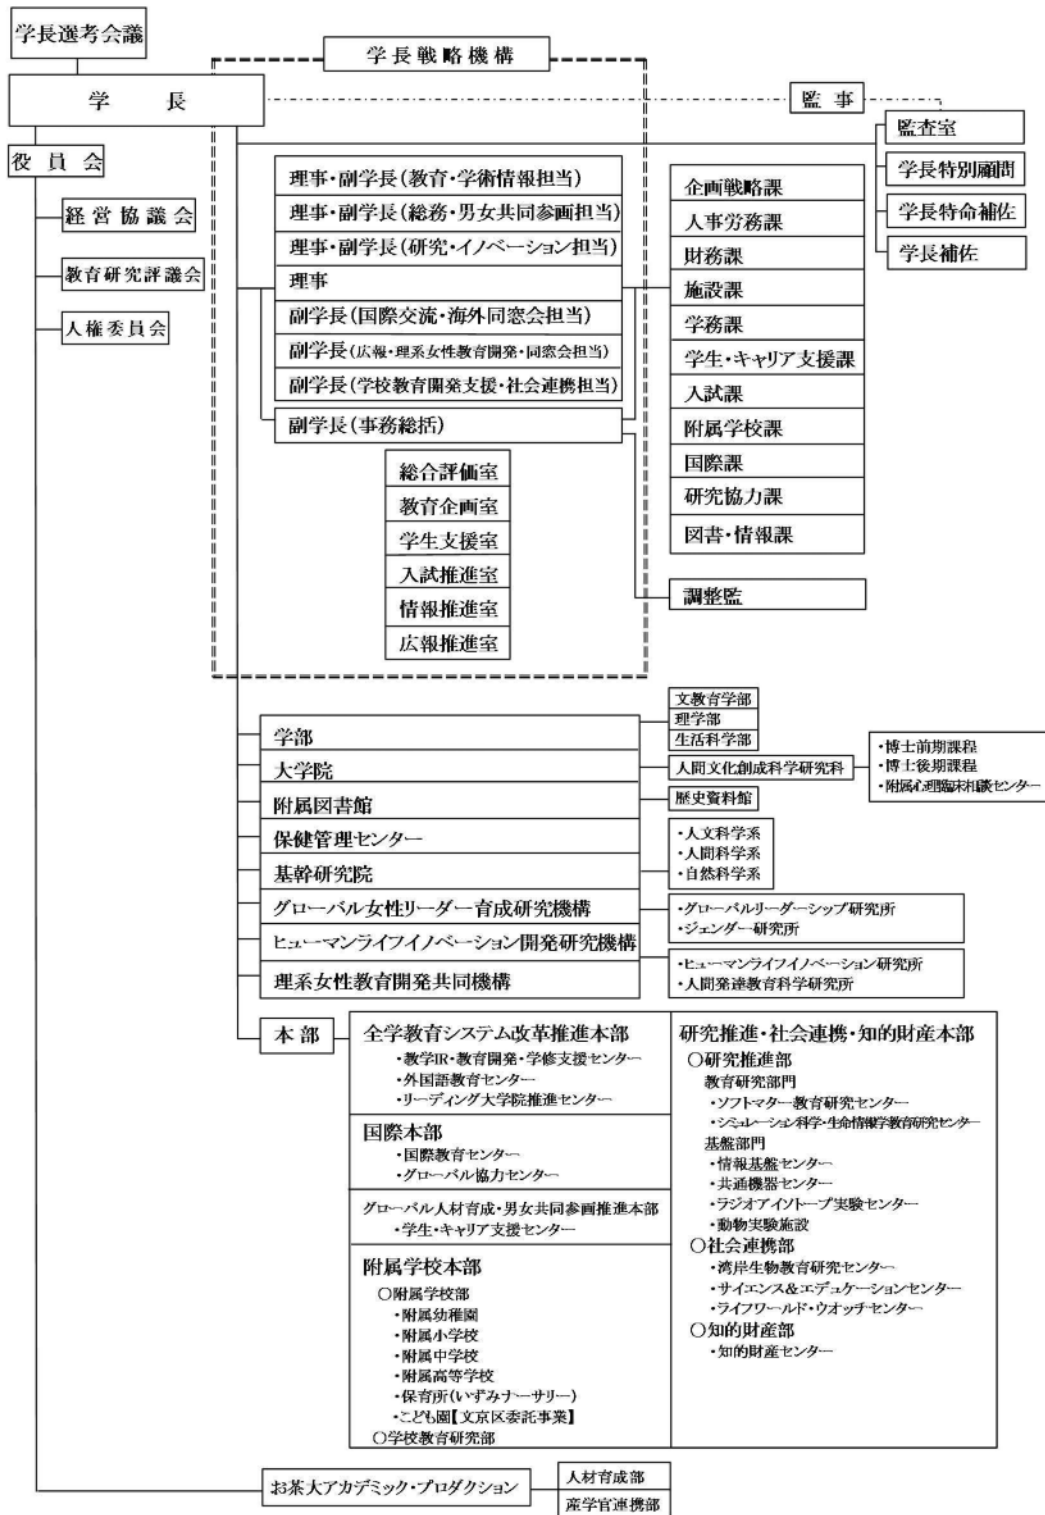 学長選考会議
学長戦略機構
学長
監事
監査室
学長特別顧問
学長特命補佐
学長補佐
役員会
経営協議会
教育研究評議会
人権委員会
理事・副学長(教育・学術情報担当)
理事・副学長(総務・男女共同参画担当)
理事・副学長(研究・イノベーション担当)
理事
副学長(国際交流・海外同窓会担当)
副学長(広報・理系女性教育開発・同窓会担当)
副学長(学校教育開発支援・社会連携担当)
副学長(事務総括)
総合評価室
教育企画室
学生支援室
入試推進室
情報推進室
広報推進室
企画戦略課
人事労務課
財務課
施設課
学務課
学生・キャリア支援課
入試課
附属学校課
国際課
研究協力課
図書・情報課
調整監
学部
大学院
附属図書館
保健管理センター
基幹研究院
グローバル女性リーダー育成研究機構
ヒューマンライフイノベーション開発研究機構
理系女性教育開発共同機構
文教育学部
理学部
生活科学部
人間文化創成科学研究科
・博士前期課程
・博士後期課程
・附属心理臨床相談センター
歴史資料館
・人文科学系
・人間科学系
・自然科学系
・グローバルリーダーシップ研究所
・ジェンダー研究所
・ヒューマンライフイノベーション研究所
・人間発達教育科学研究所
本部
全学教育システム改革推進本部
・教学IR・教育開発・学修支援センター
・外国語教育センター
・リーディング大学院推進センター
国際本部
・国際教育センター
・グローバル協力センター
グローバル人材育成・男女共同参画推進本部
・学生・キャリア支援センター
附属学校本部
○附属学校部
・附属幼稚園
・附属小学校
・附属中学校
・附属高等学校
・保育所(いずみナーサリー)
・こども園【文京区委託事業】
○学校教育研究部
研究推進・社会連携・知的財産本部
○研究推進部
教育研究部門
・ソフトマター教育研究センター
・シミュレーション科学・生命情報学教育研究センター
基盤部門
・情報基盤センター
・共通機器センター
・ラジオアイソトープ実験センター
・動物実験施設
○社会連携部
・湾岸生物教育研究センター
・サイエンス&エデュケーションセンター
・ライフワールド・ウオッチセンター
○知的財産部
・知的財産センター
お茶大アカデミック・プロダクション
人材育成部
産学官連携部